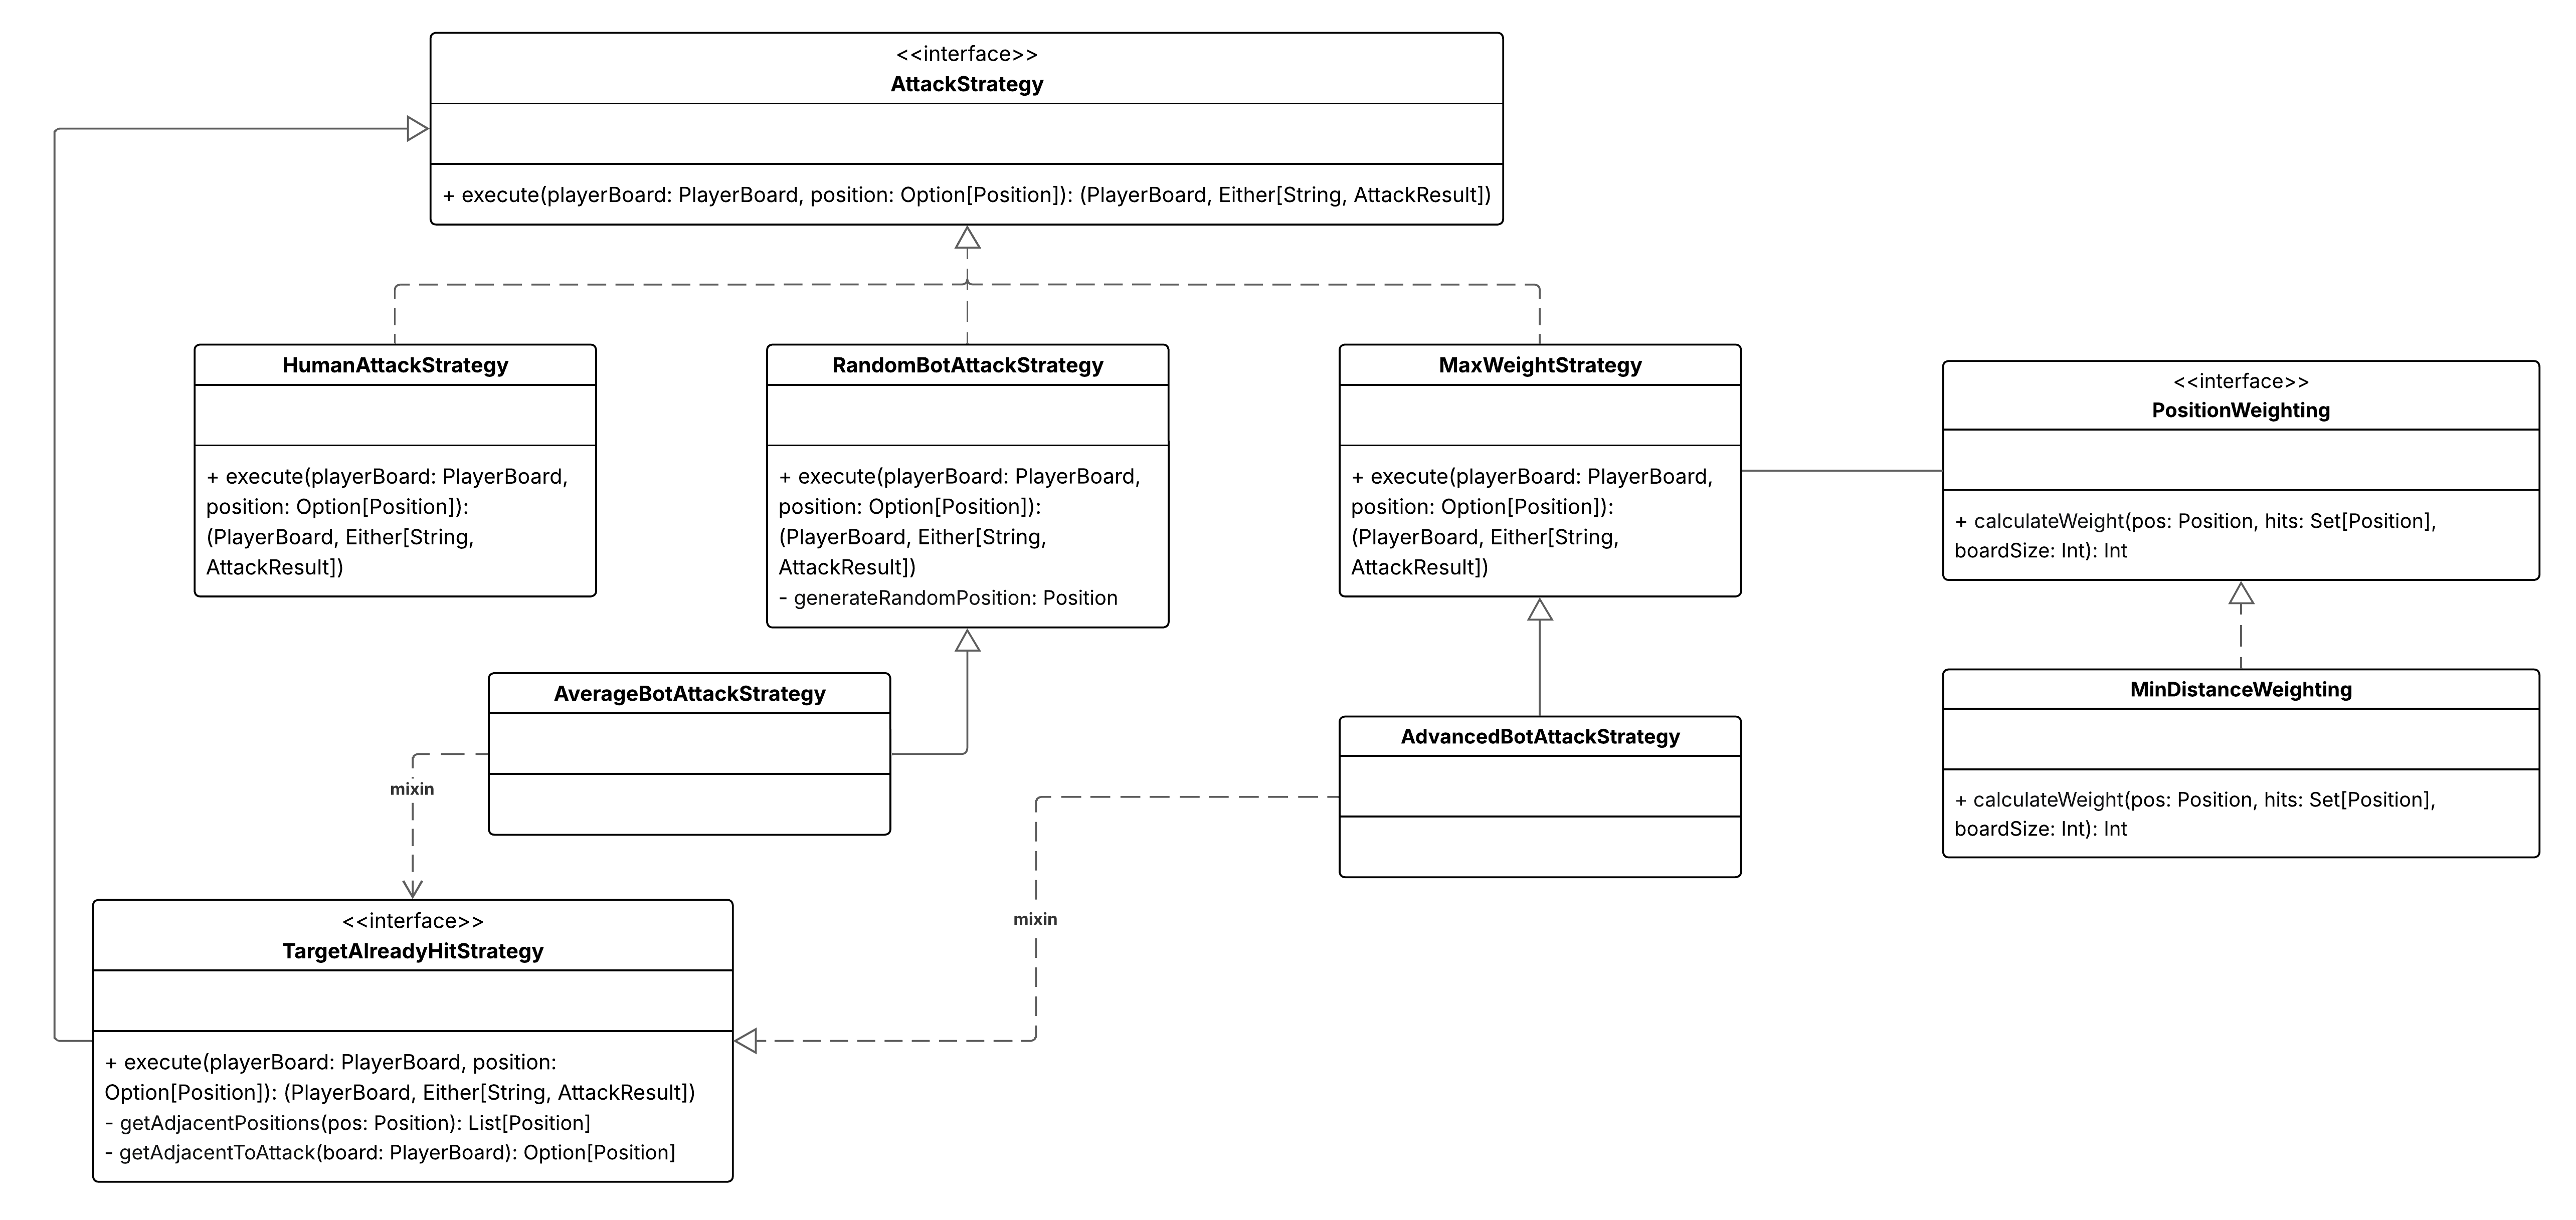 <<interface>>
AttackStrategy
+ execute(playerBoard: PlayerBoard, position: Option[Position]): (PlayerBoard, Either[String, AttackResult])
HumanAttackStrategy
+ execute(playerBoard: PlayerBoard,
position: Option[Position]):
(PlayerBoard, Either[String,
AttackResult])
RandomBotAttackStrategy
+ execute(playerBoard: PlayerBoard,
position: Option[Position]):
(PlayerBoard, Either[String,
AttackResult])
- generateRandomPosition: Position
MaxWeightStrategy
+ execute(playerBoard: PlayerBoard,
position: Option[Position]):
(PlayerBoard, Either[String,
AttackResult])
<<interface>>
PositionWeighting
+ calculateWeight(pos: Position, hits: Set[Position],
boardSize: Int): Int
AverageBotAttackStrategy
AdvancedBotAttackStrategy
MinDistanceWeighting
+ calculateWeight(pos: Position, hits: Set[Position],
boardSize: Int): Int
mixin
mixin
<<interface>>
TargetAlreadyHitStrategy
+ execute(playerBoard: PlayerBoard, position:
Option[Position]): (PlayerBoard, Either[String, AttackResult])
- getAdjacentPositions(pos: Position): List[Position]
- getAdjacentToAttack(board: PlayerBoard): Option[Position]